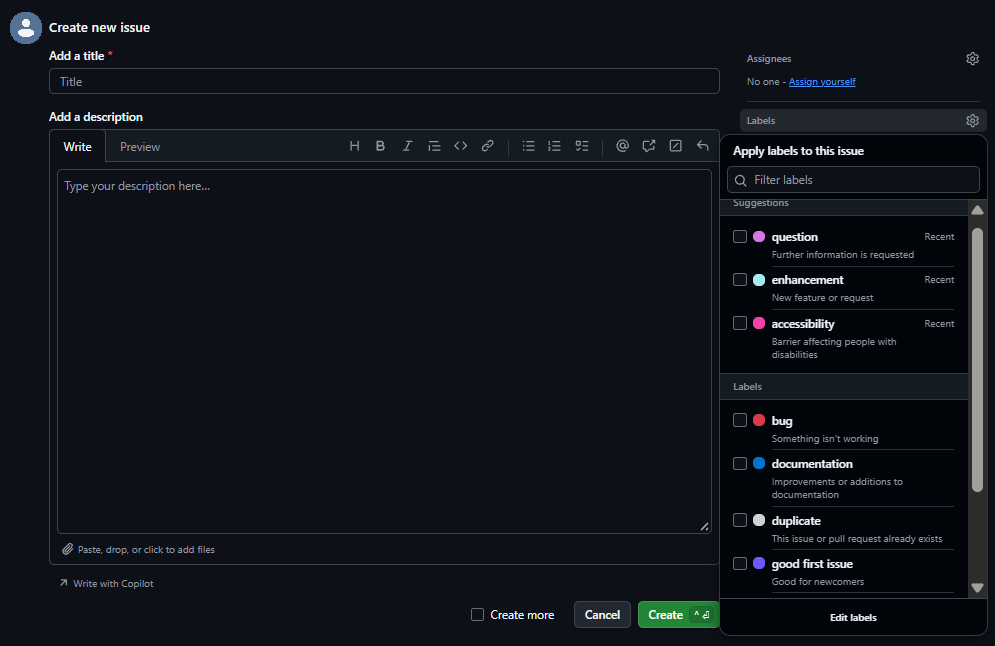 Create new issue
Add a title *
Title
Add a description
Write Preview
Type your description here...
Paste, drop, or click to add files
Write with Copilot
Create more Cancel Create
Assignees
No one - Assign yourself
Labels
Apply labels to this issue
Filter labels
Suggestions
question Recent
Further information is requested
enhancement Recent
New feature or request
accessibility Recent
Barrier affecting people with
disabilities
Labels
bug
Something isn't working
documentation
Improvements or additions to
documentation
duplicate
This issue or pull request already exists
good first issue
Good for newcomers
Edit labels